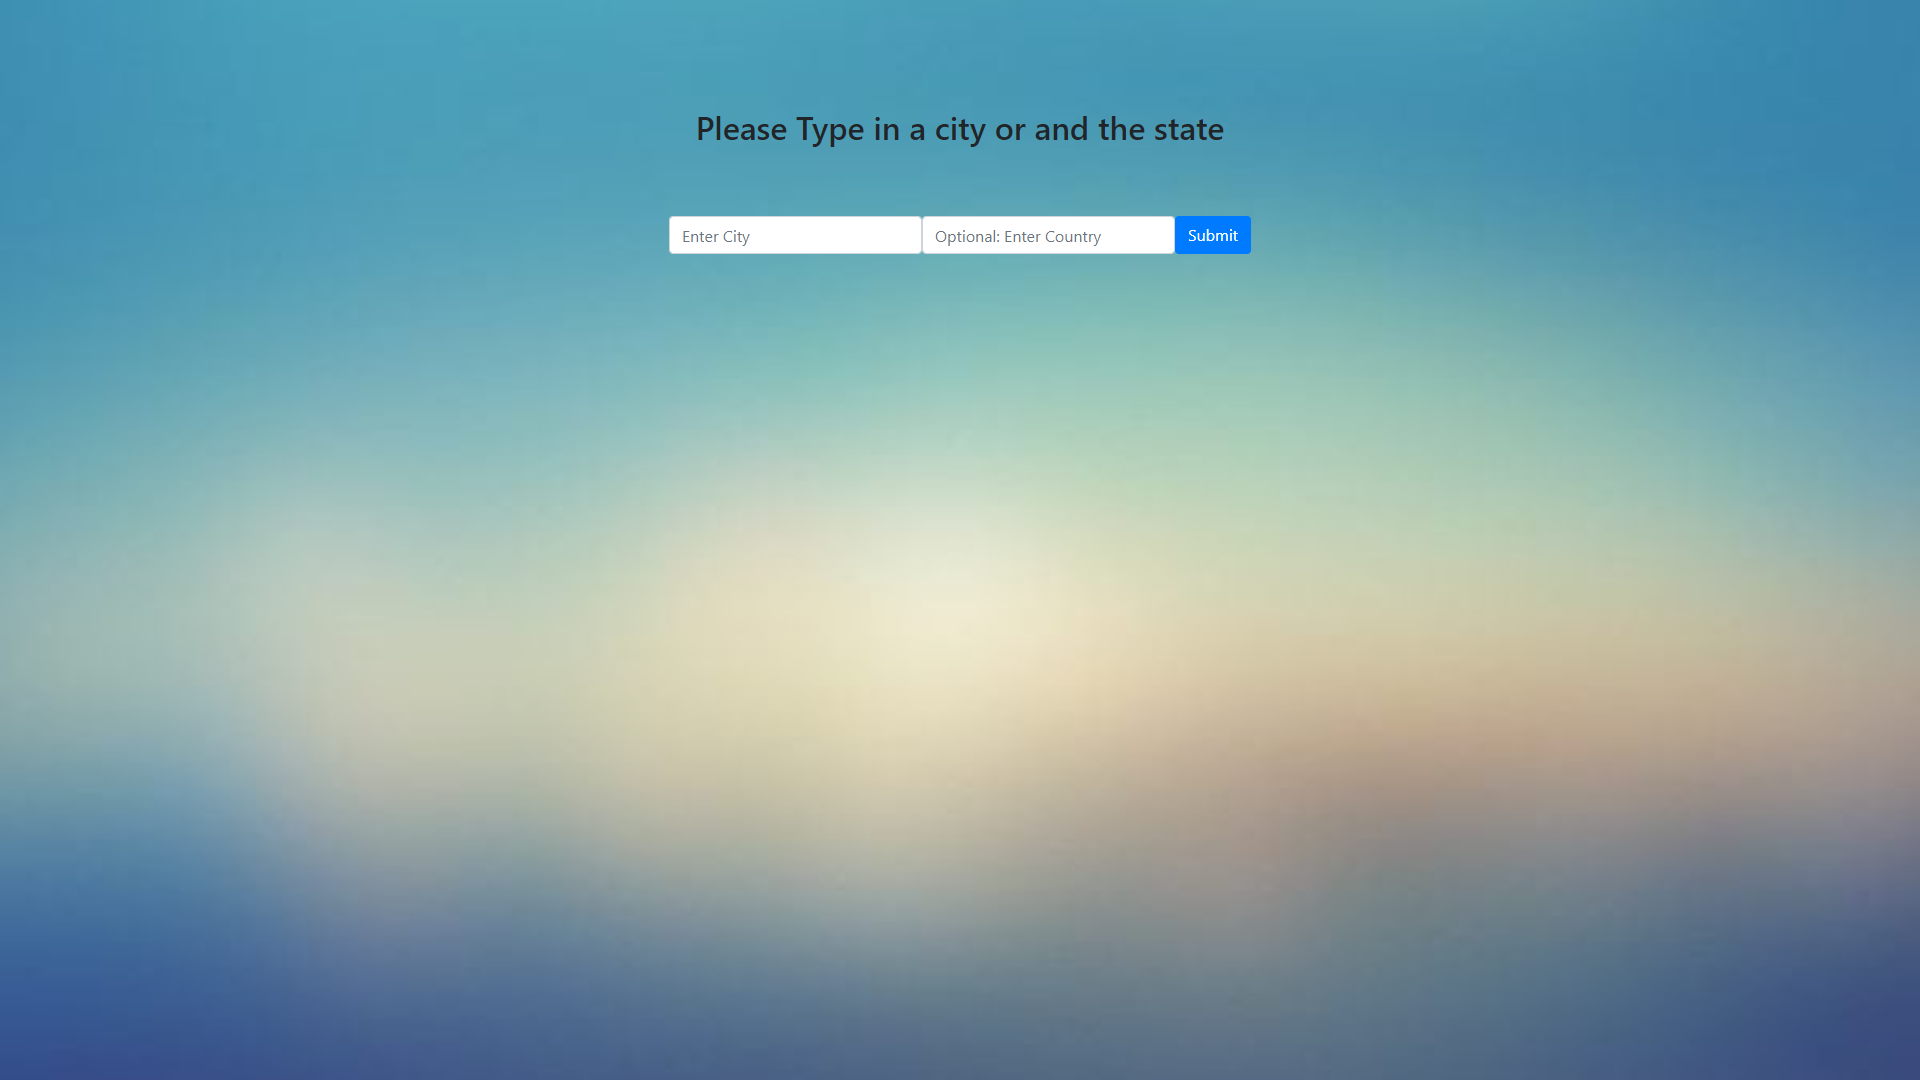 Please Type in a city or and the state
Enter City
Optional: Enter Country
Submit